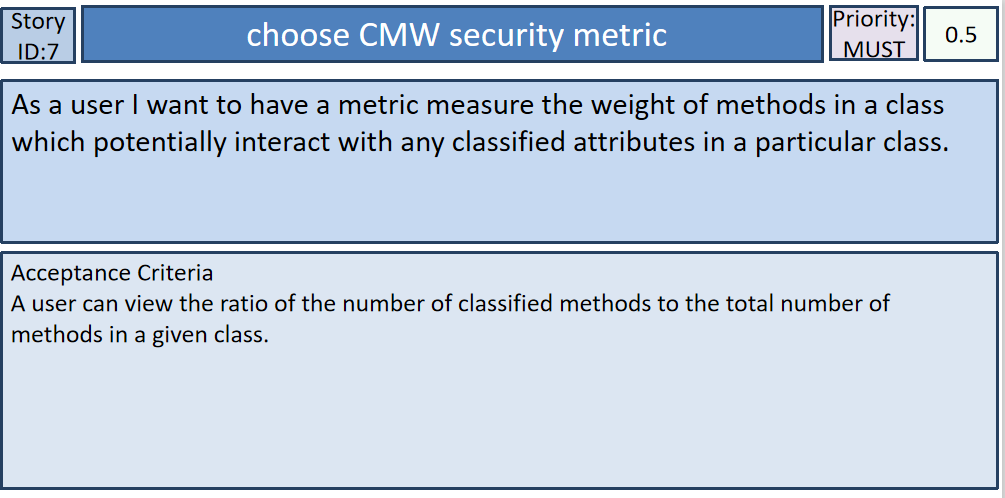 Story
ID:7
choose CMW security metric
Priority:
MUST
0.5
As a user I want to have a metric measure the weight of methods in a class
which potentially interact with any classified attributes in a particular class.
Acceptance Criteria
A user can view the ratio of the number of classified methods to the total number of
methods in a given class.